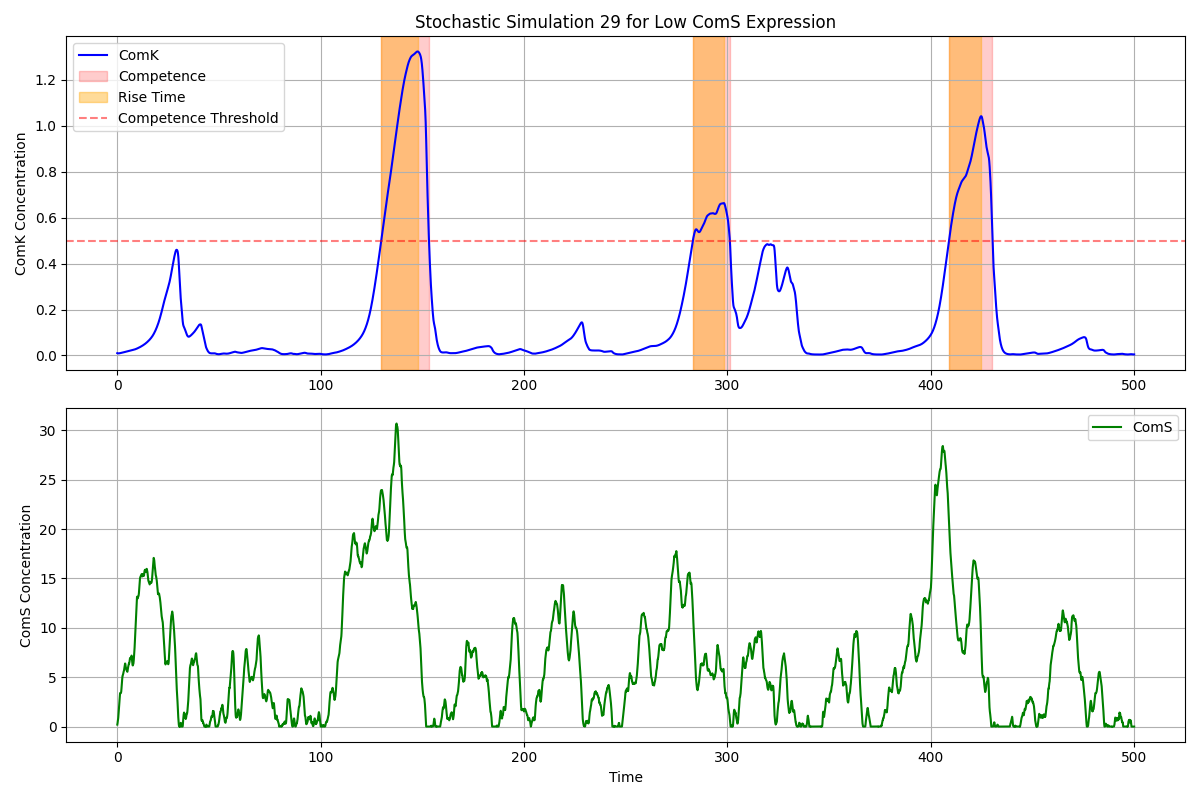 Stochastic Simulation 29 for Low ComS Expression
ComK
Competence
Rise Time
Competence Threshold
ComK Concentration
1.2
1.0
0.8
0.6
0.4
0.2
0.0
0 100 200 300 400 500
ComS
ComS Concentration
30
25
20
15
10
5
0
0 100 200 300 400 500
Time